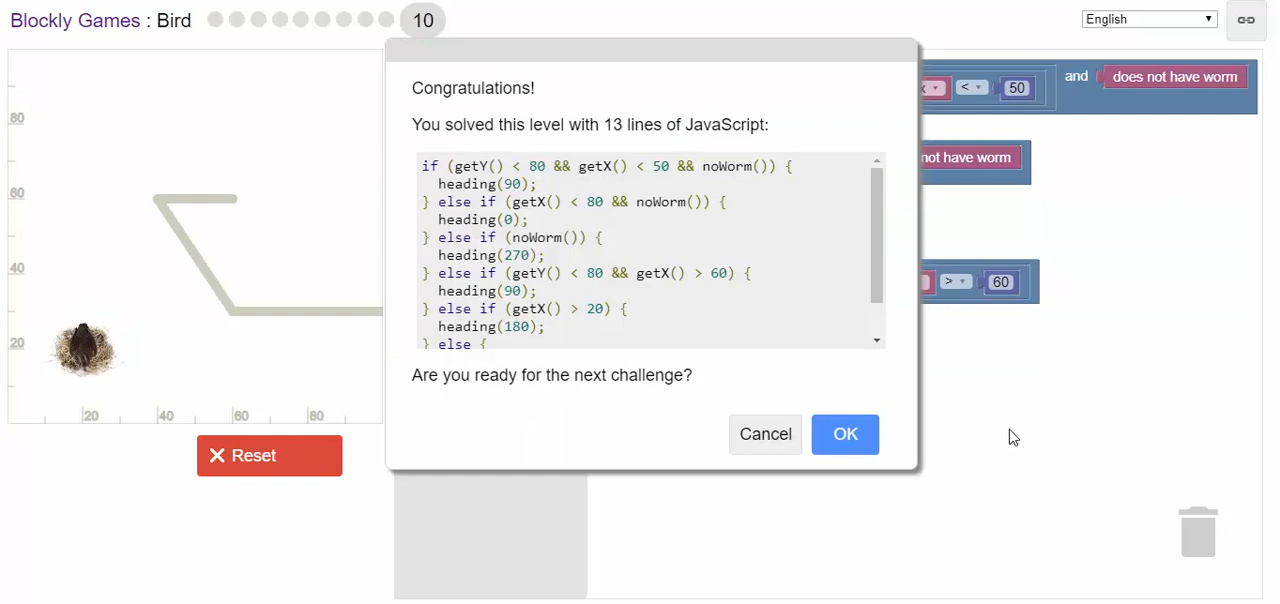 Blockly Games : Bird 10 English
Congratulations!
You solved this level with 13 lines of JavaScript:
if (getY() < 80 && getX() < 50 && noWorm()) {
heading(90);
} else if (getX() < 80 && noWorm()) {
heading(0);
} else if (noWorm()) {
heading(270);
} else if (getY() < 80 && getX() > 60) {
heading(90);
} else if (getX() > 20) {
heading(180);
} else {
Are you ready for the next challenge?
Cancel OK
80
60
40
20
20 40 60 80
Reset
x < 50 and does not have worm
not have worm
> 60